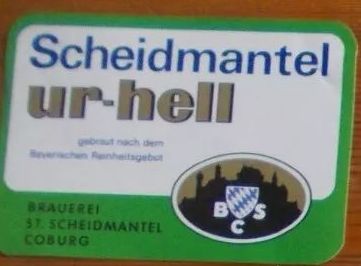 Scheidmantel
ur-hell
gebraut nach dem
Bayerischen Reinheitsgebot
B S
C
BRAUEREI
ST. SCHEIDMANTEL
COBURG